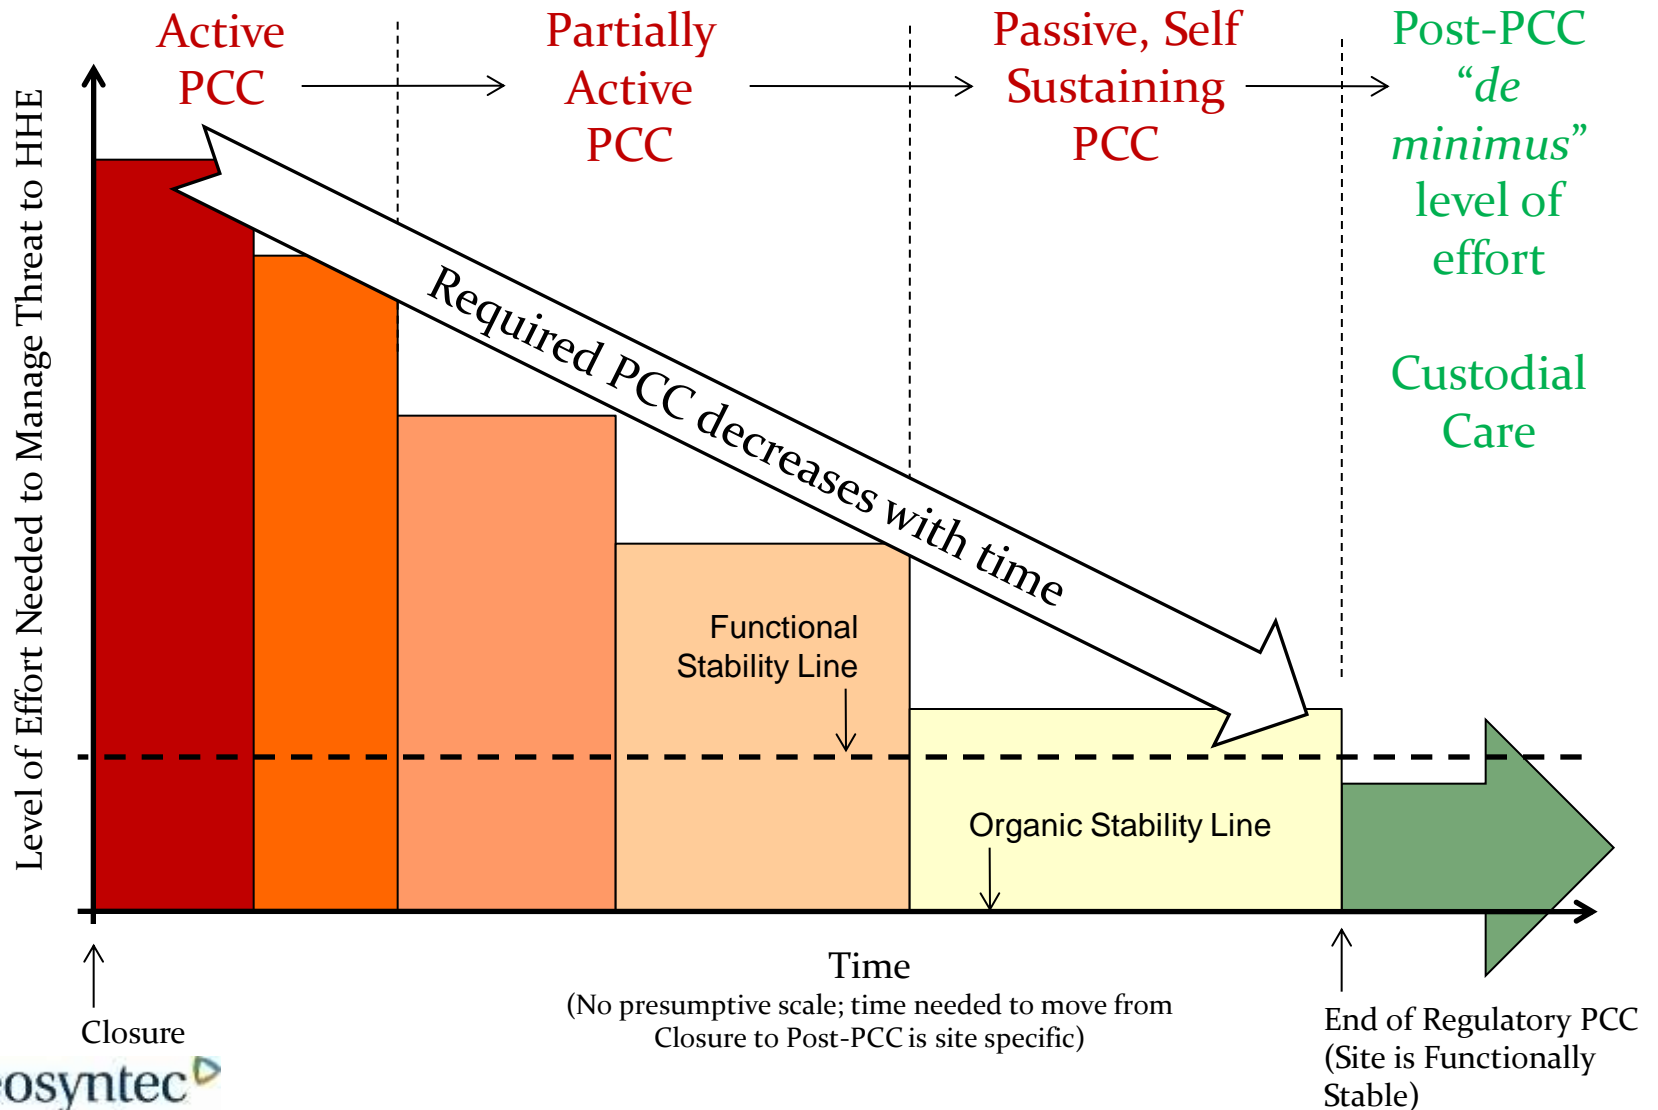 Active
PCC
Partially
Active
PCC
Passive, Self
Sustaining
PCC
Post-PCC
“de
minimus”
level of
effort
Custodial
Care
Level of Effort Needed to Manage Threat to HHE
Required PCC decreases with time
Functional
Stability Line
Organic Stability Line
Closure
Time
(No presumptive scale; time needed to move from
Closure to Post-PCC is site specific)
End of Regulatory PCC
(Site is Functionally
Stable)
eosyntec